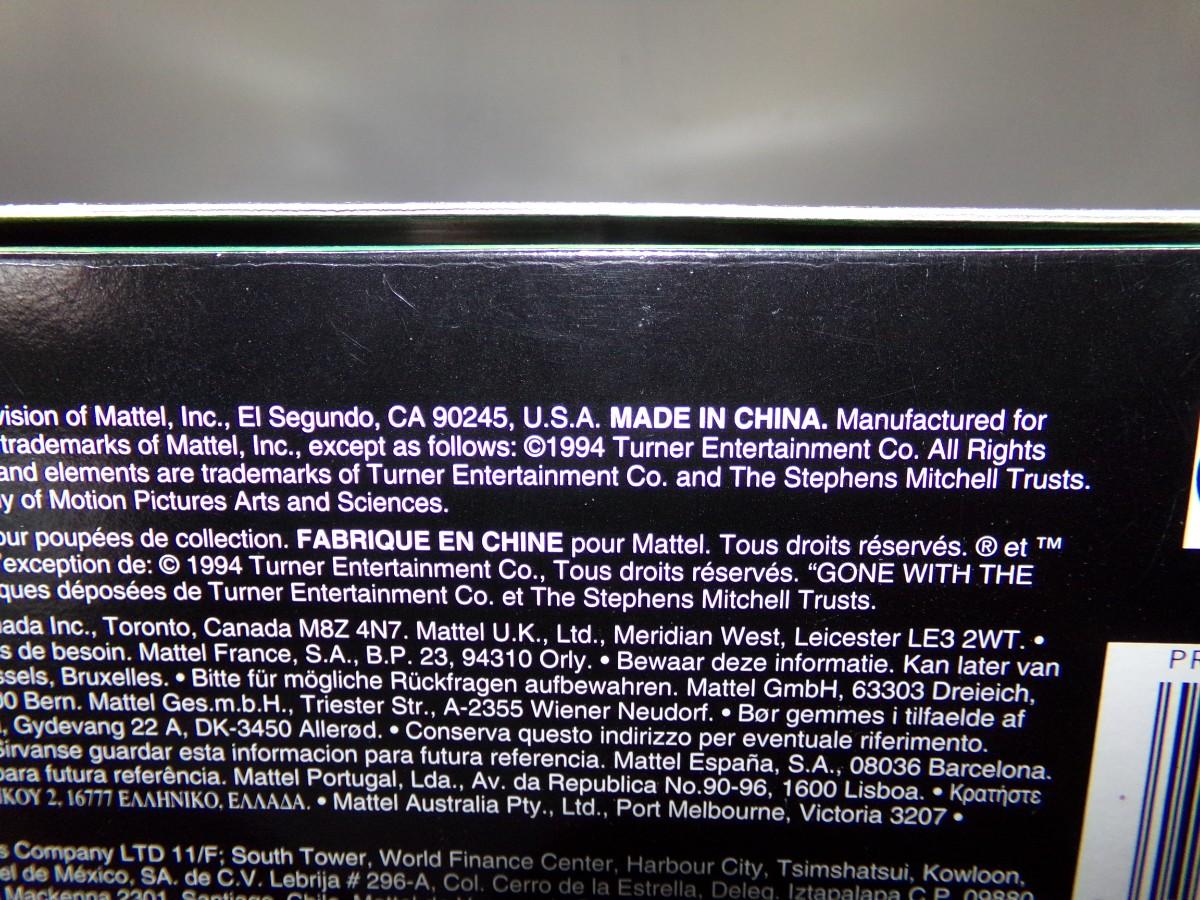 vision of Mattel, Inc., El Segundo, CA 90245, U.S.A. MADE IN CHINA. Manufactured for
trademarks of Mattel, Inc., except as follows: ©1994 Turner Entertainment Co. All Rights
and elements are trademarks of Turner Entertainment Co. and The Stephens Mitchell Trusts.
y of Motion Pictures Arts and Sciences.
our poupées de collection. FABRIQUE EN CHINE pour Mattel. Tous droits réservés. ® et ™
'exception de: © 1994 Turner Entertainment Co., Tous droits réservés. “GONE WITH THE
ques déposées de Turner Entertainment Co. et The Stephens Mitchell Trusts.
nada Inc., Toronto, Canada M8Z 4N7. Mattel U.K., Ltd., Meridian West, Leicester LE3 2WT. •
s de besoin. Mattel France, S.A., B.P. 23, 94310 Orly. • Bewaar deze informatie. Kan later van
ssels, Bruxelles. • Bitte für mögliche Rückfragen aufbewahren. Mattel GmbH, 63303 Dreieich,
00 Bern. Mattel Ges.m.b.H., Triester Str., A-2355 Wiener Neudorf. • Bør gemmes i tilfaelde af
, Gydevang 22 A, DK-3450 Allerød. • Conserva questo indirizzo per eventuale riferimento.
Sirvanse guardar esta informacion para futura referencia. Mattel España, S.A., 08036 Barcelona.
para futura referência. Mattel Portugal, Lda., Av. da Republica No.90-96, 1600 Lisboa. • Κρατήστε
ΙΚΟΥ 2, 16777 ΕΛΛΗΝΙΚΟ, ΕΛΛΑΔΑ. • Mattel Australia Pty., Ltd., Port Melbourne, Victoria 3207 •
s Company LTD 11/F; South Tower, World Finance Center, Harbour City, Tsimshatsui, Kowloon,
el de México, SA. de C.V. Lebrija # 296-A, Col. Cerro de la Estrella, Deleg. Iztapalapa C.P. 09880
Mackenna 2301, Santiago, Chile.
PR